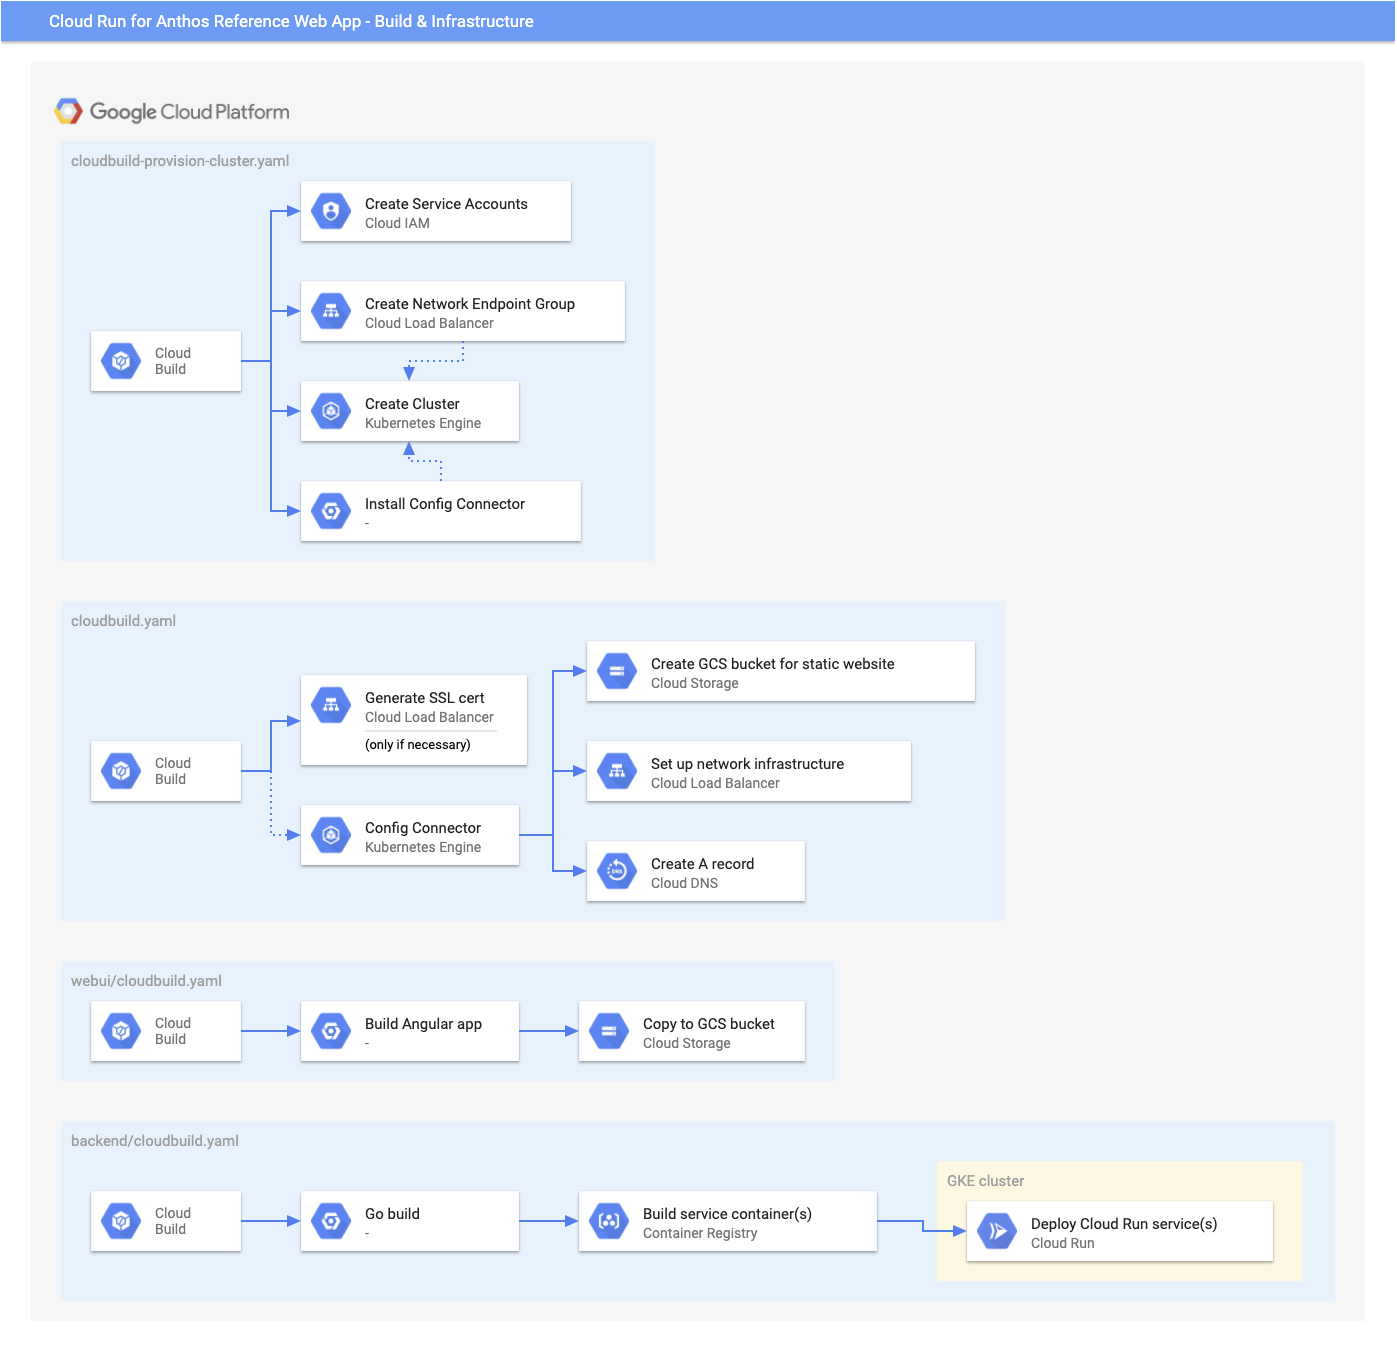 Cloud Run for Anthos Reference Web App - Build & Infrastructure
Google Cloud Platform
cloudbuild-provision-cluster.yaml
Create Service Accounts
Cloud IAM
Create Network Endpoint Group
Cloud Load Balancer
Cloud
Build
Create Cluster
Kubernetes Engine
Install Config Connector
-
cloudbuild.yaml
Create GCS bucket for static website
Cloud Storage
Generate SSL cert
Cloud Load Balancer
(only if necessary)
Cloud
Build
Set up network infrastructure
Cloud Load Balancer
Config Connector
Kubernetes Engine
Create A record
Cloud DNS
webui/cloudbuild.yaml
Cloud
Build
Build Angular app
-
Copy to GCS bucket
Cloud Storage
backend/cloudbuild.yaml
Cloud
Build
Go build
-
Build service container(s)
Container Registry
GKE cluster
Deploy Cloud Run service(s)
Cloud Run